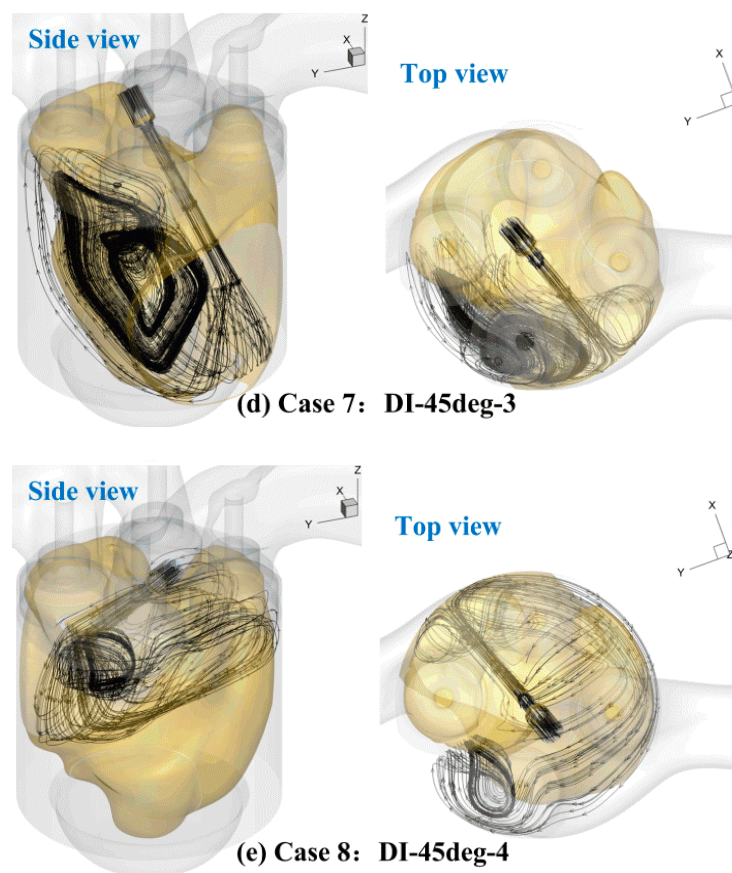 Side view
X
Z
Y
Top view
X
Y
(d) Case 7： DI-45deg-3
Side view
X
Z
Y
Top view
X
Y
Z
(e) Case 8： DI-45deg-4